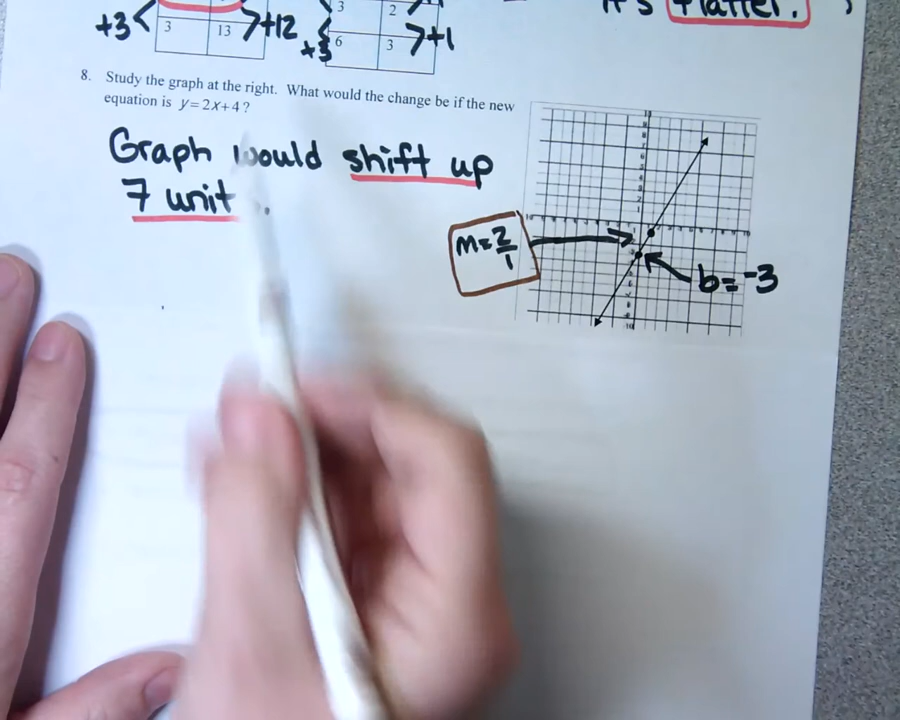 it's flatter.
+3 < 3 13 > +12
3 2
+3 6 3 > +1
8. Study the graph at the right. What would the change be if the new
equation is y=2x+4?
Graph would shift up
7 unit .
m=2/1
b=-3